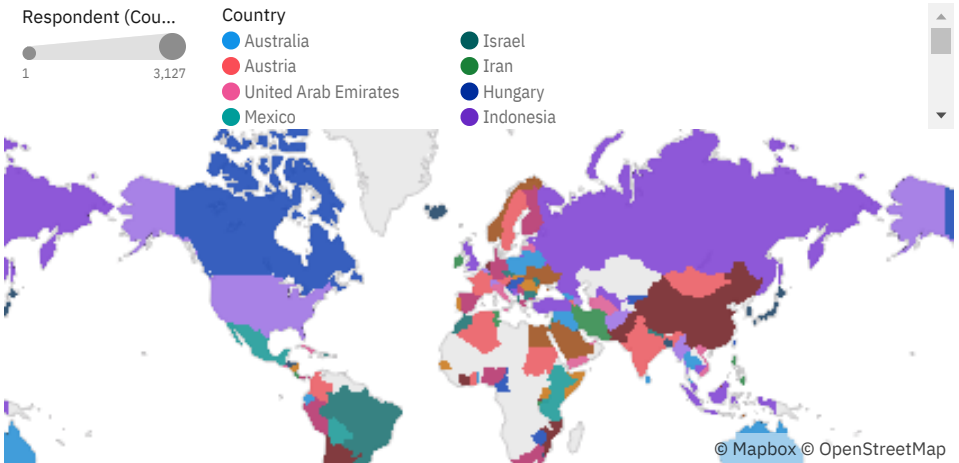 Respondent (Cou...
1
3,127
Country
Australia
Austria
United Arab Emirates
Mexico
Israel
Iran
Hungary
Indonesia
© Mapbox © OpenStreetMap